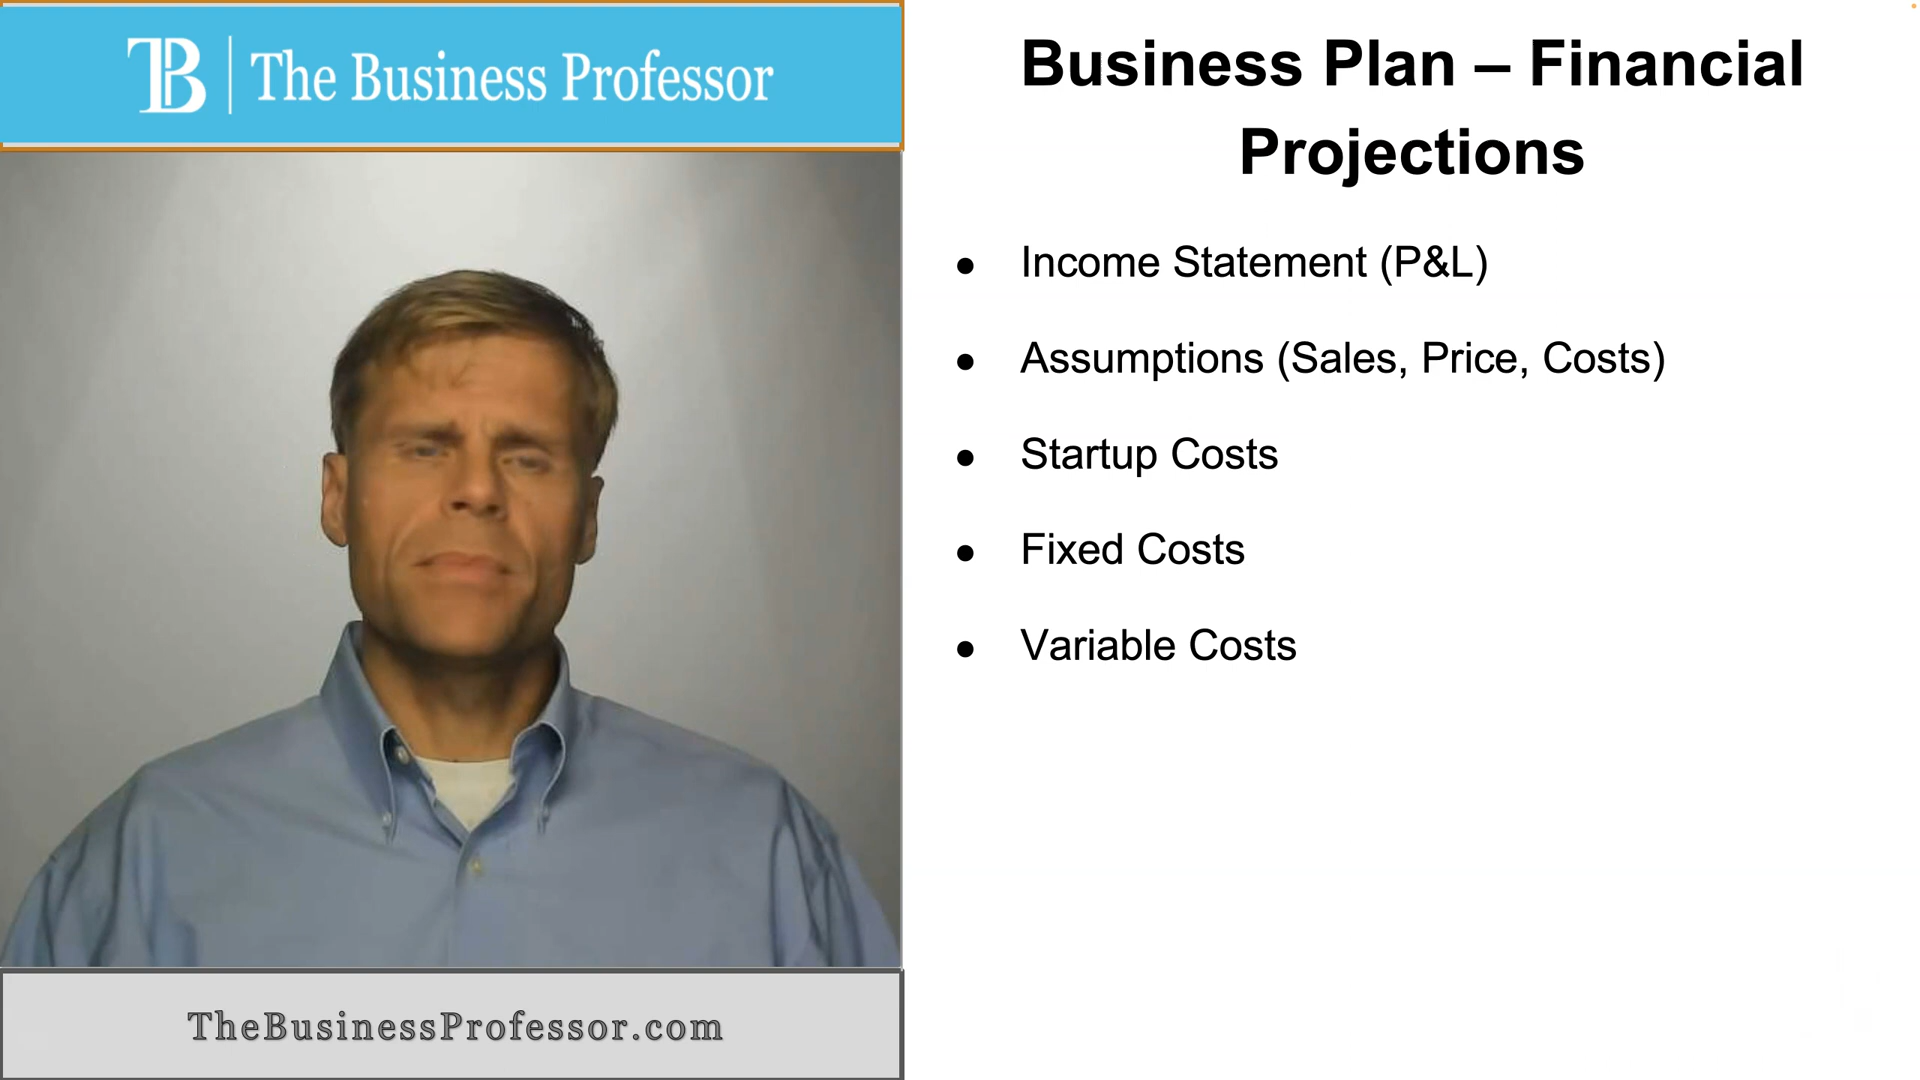 TB | The Business Professor
Business Plan – Financial
Projections
● Income Statement (P&L)
● Assumptions (Sales, Price, Costs)
● Startup Costs
● Fixed Costs
● Variable Costs
TheBusinessProfessor.com